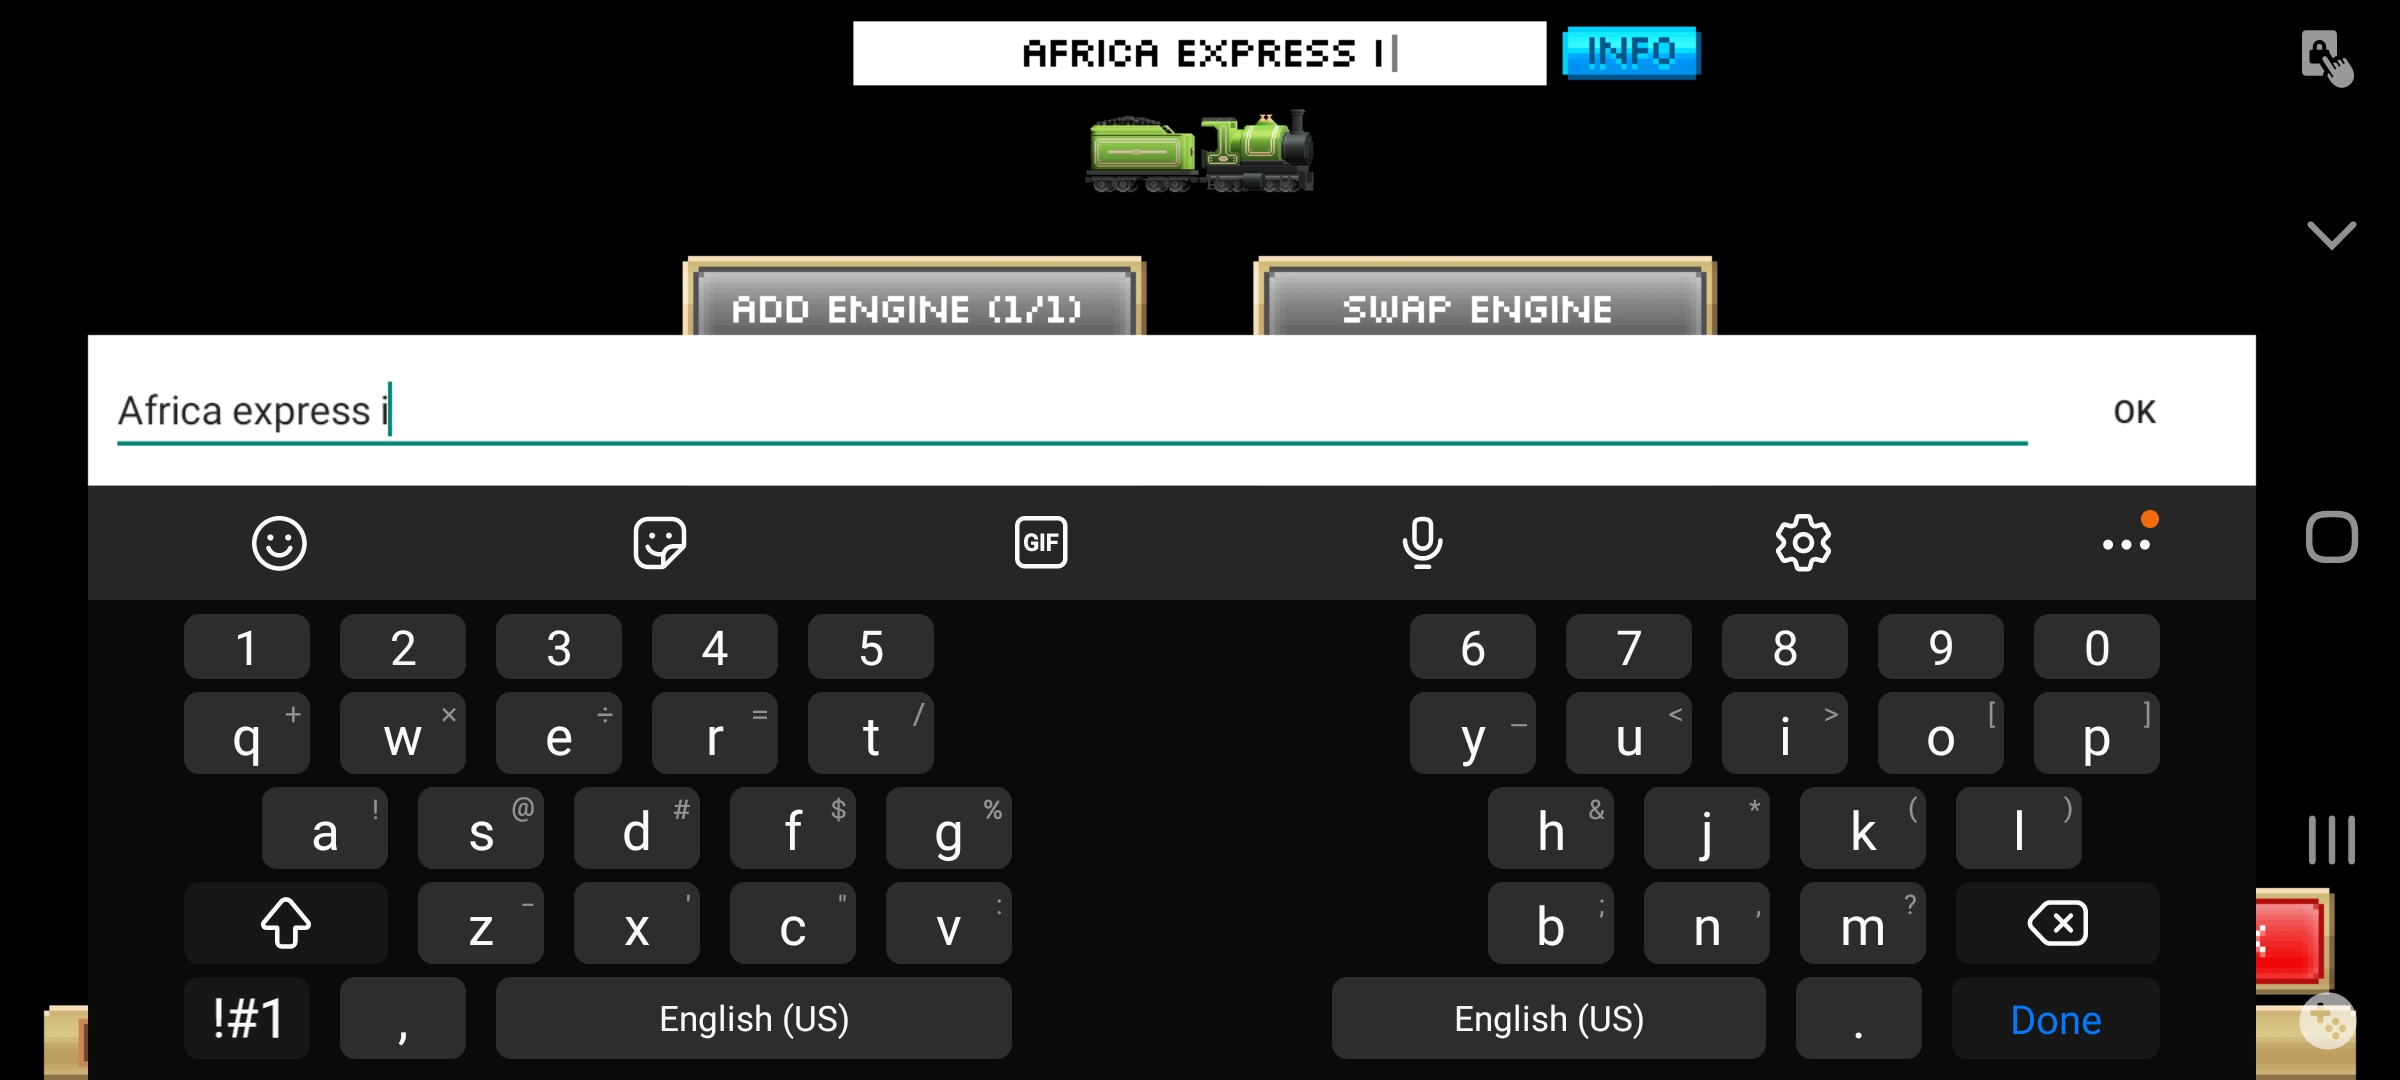 AFRICA EXPRESS I
INFO
ADD ENGINE (1/1)
SWAP ENGINE
Africa express i
OK
GIF
1 2 3 4 5 6 7 8 9 0
q + w × e ÷ r = t / y _ u < i > o [ p ]
a ! s @ d # f $ g % h & j * k ( l )
z - x ' c " v : b ; n , m ?
!#1 , English (US) English (US) . Done